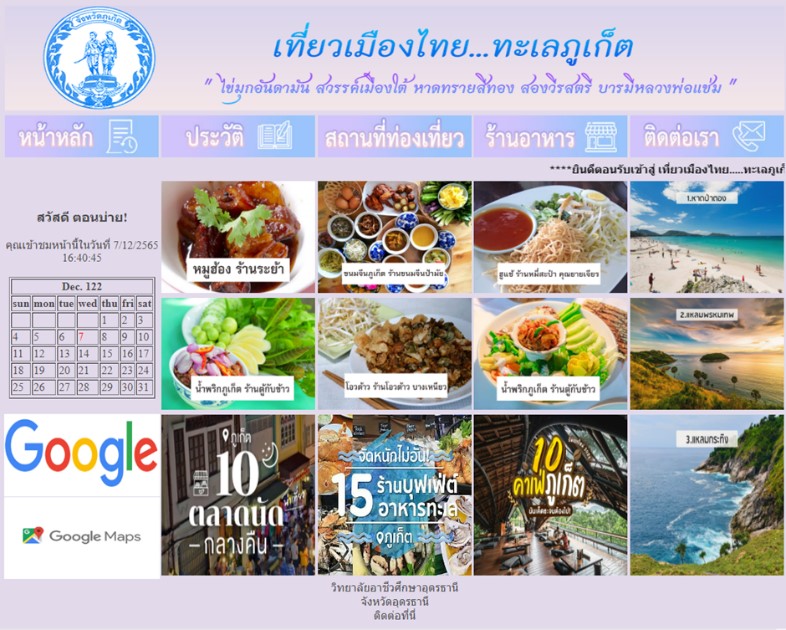 จังหวัดภูเก็ต
เที่ยวเมืองไทย...ทะเลภูเก็ต
" ไข่มุกอันดามัน สวรรค์เมืองใต้ หาดทรายสีทอง สองวีรสตรี บารมีหลวงพ่อแช่ม "
หน้าหลัก
ประวัติ
สถานที่ท่องเที่ยว
ร้านอาหาร
ติดต่อเรา
****ยินดีตอนรับเข้าสู่ เที่ยวเมืองไทย.....ทะเลภูเก็
สวัสดี ตอนบ่าย!
คุณเข้าชมหน้านี้ในวันที่ 7/12/2565
16:40:45
Dec. 122
sun mon tue wed thu fri sat
1 2 3
4 5 6 7 8 9 10
11 12 13 14 15 16 17
18 19 20 21 22 23 24
25 26 27 28 29 30 31
หมูฮ้อง ร้านระย้า
ขนมจีนภูเก็ต ร้านขนมจีนป้ามัย
ฮูแช้ ร้านหมี่สะปำ คุณยายเจียร
1.หาดป่าตอง
น้ำพริกภูเก็ต ร้านตู้กับข้าว
โอวต้าว ร้านโอวต้าว บางเหนียว
น้ำพริกภูเก็ต ร้านตู้กับข้าว
2.แหลมพรหมเทพ
Google
Google Maps
ภูเก็ต
10
ตลาดนัด
– กลางคืน –
จัดหนักไม่อั้น!
15 ร้านบุฟเฟ่ต์
อาหารทะเล
จ.ภูเก็ต
10
คาเฟ่ภูเก็ต
3.แหลมกระทิง
วิทยาลัยอาชีวศึกษาอุดรธานี
จังหวัดอุดรธานี
ติดต่อที่นี่